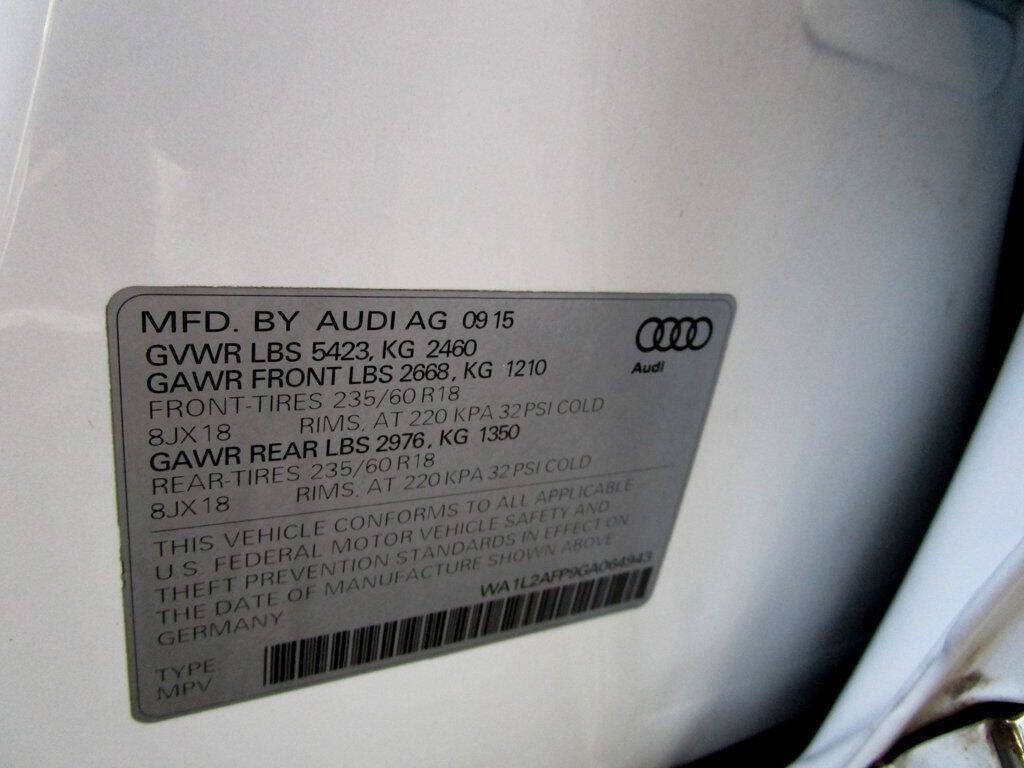 MFD. BY AUDI AG 09 15
GVWR LBS 5423, KG 2460
GAWR FRONT LBS 2668, KG 1210
FRONT-TIRES 235/60 R18
8JX18 RIMS, AT 220 KPA 32 PSI COLD
GAWR REAR LBS 2976, KG 1350
REAR-TIRES 235/60 R18
8JX18 RIMS, AT 220 KPA 32 PSI COLD
Audi
THIS VEHICLE CONFORMS TO ALL APPLICABLE
U.S. FEDERAL MOTOR VEHICLE SAFETY AND
THEFT PREVENTION STANDARDS IN EFFECT ON
THE DATE OF MANUFACTURE SHOWN ABOVE
GERMANY
WA1L2AFP9GA064943
TYPE
MPV